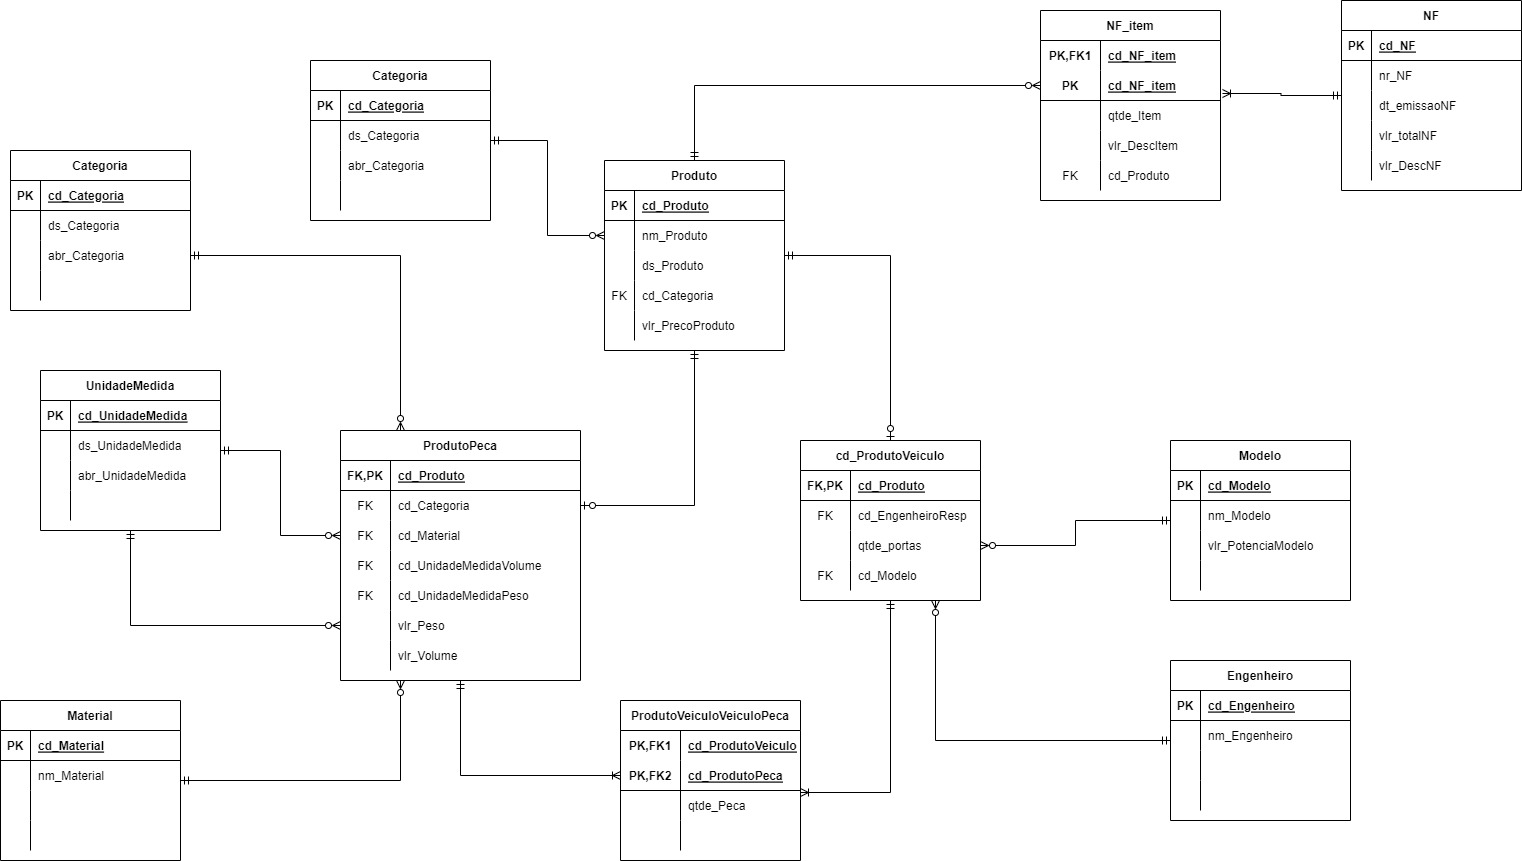 NF
PK cd_NF
nr_NF
dt_emissaoNF
vlr_totalNF
vlr_DescNF
NF_item
PK,FK1 cd_NF_item
PK cd_NF_item
qtde_Item
vlr_DescItem
FK cd_Produto
Categoria
PK cd_Categoria
ds_Categoria
abr_Categoria
Categoria
PK cd_Categoria
ds_Categoria
abr_Categoria
Produto
PK cd_Produto
nm_Produto
ds_Produto
FK cd_Categoria
vlr_PrecoProduto
UnidadeMedida
PK cd_UnidadeMedida
ds_UnidadeMedida
abr_UnidadeMedida
ProdutoPeca
FK,PK cd_Produto
FK cd_Categoria
FK cd_Material
FK cd_UnidadeMedidaVolume
FK cd_UnidadeMedidaPeso
vlr_Peso
vlr_Volume
cd_ProdutoVeiculo
FK,PK cd_Produto
FK cd_EngenheiroResp
qtde_portas
FK cd_Modelo
Modelo
PK cd_Modelo
nm_Modelo
vlr_PotenciaModelo
Engenheiro
PK cd_Engenheiro
nm_Engenheiro
Material
PK cd_Material
nm_Material
ProdutoVeiculoVeiculoPeca
PK,FK1 cd_ProdutoVeiculo
PK,FK2 cd_ProdutoPeca
qtde_Peca